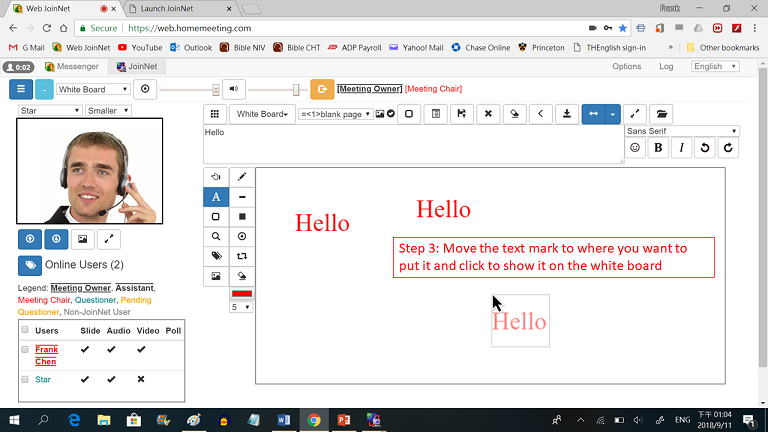 Web JoinNet
Launch JoinNet
Frank
Secure | https://web.homemeeting.com
G Mail Web JoinNet YouTube Outlook Bible NIV Bible CHT ADP Payroll Yahoo! Mail Chase Online Princeton THEnglish sign-in » Other bookmarks
0:02 Messenger JoinNet Options Log English
White Board [Meeting Owner] [Meeting Chair]
Star Smaller White Board =<1>blank page
Hello
Sans Serif
B I
A
Hello
Hello
Step 3: Move the text mark to where you want to
put it and click to show it on the white board
Hello
5
Online Users (2)
Legend: Meeting Owner, Assistant,
Meeting Chair, Questioner, Pending
Questioner, Non-JoinNet User
Users Slide Audio Video Poll
Frank
Chen
Star
ENG
下午 01:04
2018/9/11